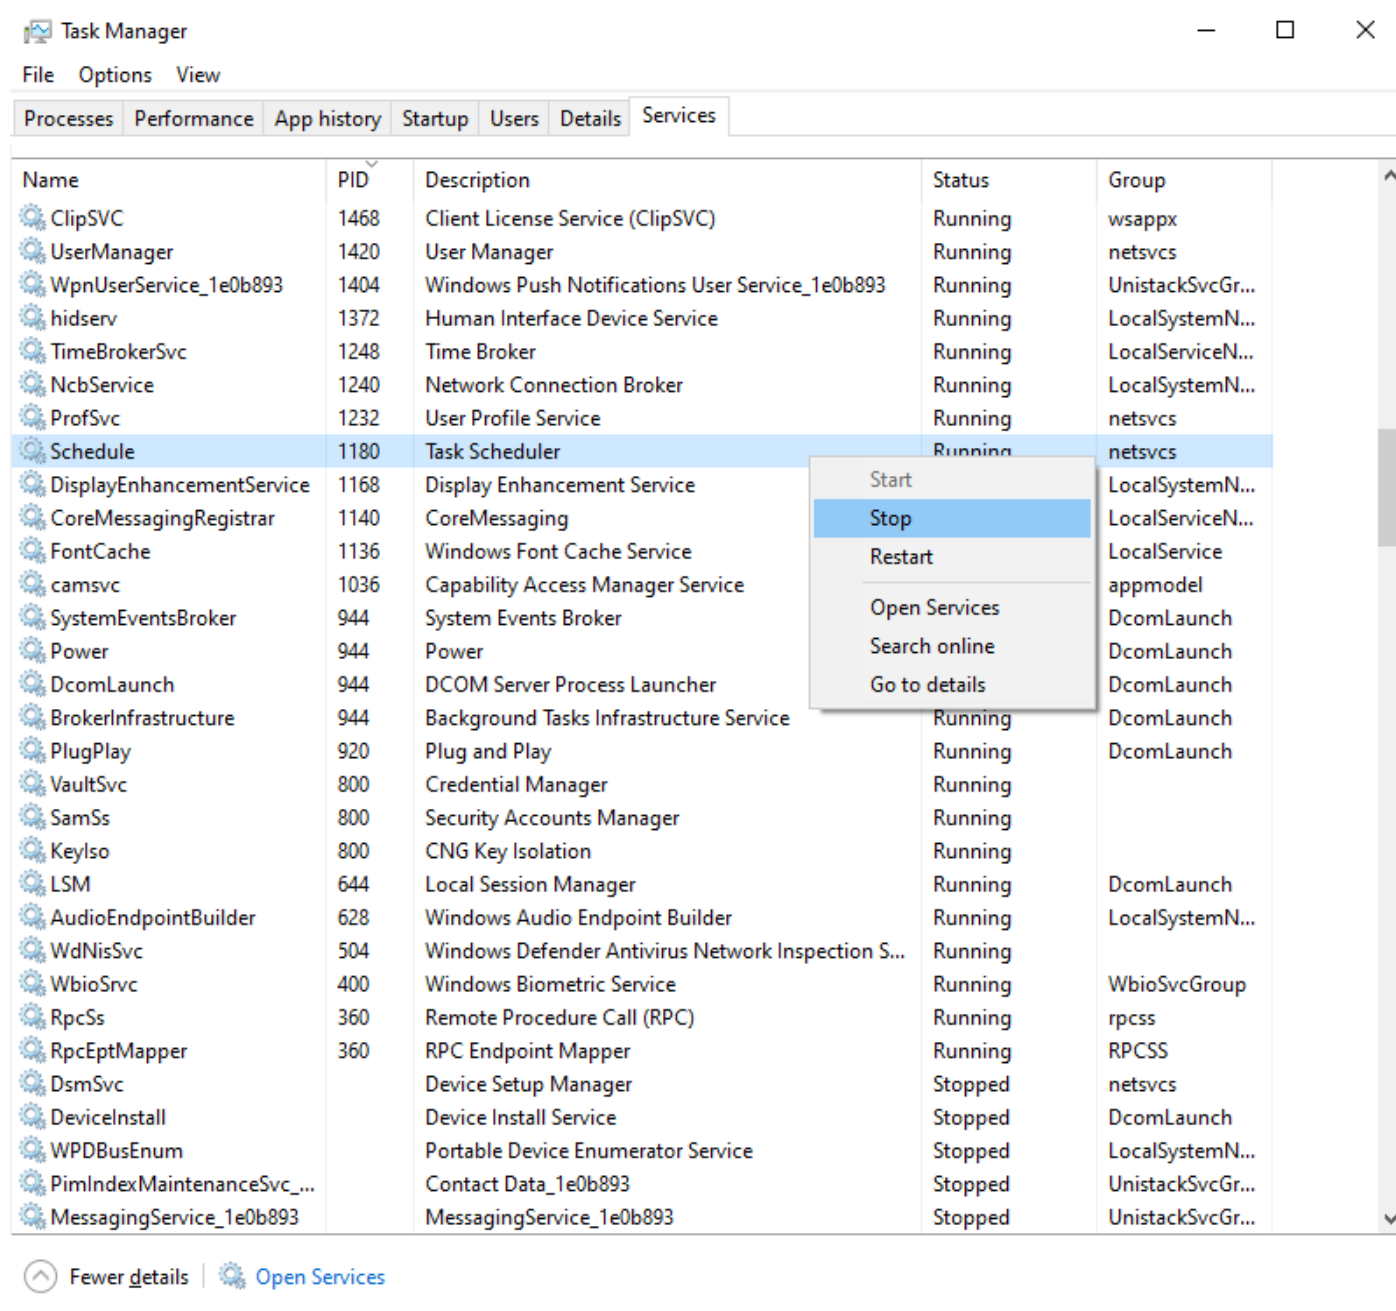 Task Manager
File Options View
Processes Performance App history Startup Users Details Services
Name PID Description Status Group
ClipSVC 1468 Client License Service (ClipSVC) Running wsappx
UserManager 1420 User Manager Running netsvcs
WpnUserService_1e0b893 1404 Windows Push Notifications User Service_1e0b893 Running UnistackSvcGr...
hidserv 1372 Human Interface Device Service Running LocalSystemN...
TimeBrokerSvc 1248 Time Broker Running LocalServiceN...
NcbService 1240 Network Connection Broker Running LocalSystemN...
ProfSvc 1232 User Profile Service Running netsvcs
Schedule 1180 Task Scheduler Running netsvcs
DisplayEnhancementService 1168 Display Enhancement Service Start LocalSystemN...
CoreMessagingRegistrar 1140 CoreMessaging Stop LocalServiceN...
FontCache 1136 Windows Font Cache Service Restart LocalService
camsvc 1036 Capability Access Manager Service appmodel
SystemEventsBroker 944 System Events Broker Open Services DcomLaunch
Power 944 Power Search online DcomLaunch
DcomLaunch 944 DCOM Server Process Launcher Go to details DcomLaunch
BrokerInfrastructure 944 Background Tasks Infrastructure Service Running DcomLaunch
PlugPlay 920 Plug and Play Running DcomLaunch
VaultSvc 800 Credential Manager Running
SamSs 800 Security Accounts Manager Running
KeyIso 800 CNG Key Isolation Running
LSM 644 Local Session Manager Running DcomLaunch
AudioEndpointBuilder 628 Windows Audio Endpoint Builder Running LocalSystemN...
WdNisSvc 504 Windows Defender Antivirus Network Inspection S... Running
WbioSrvc 400 Windows Biometric Service Running WbioSvcGroup
RpcSs 360 Remote Procedure Call (RPC) Running rpcss
RpcEptMapper 360 RPC Endpoint Mapper Running RPCSS
DsmSvc Device Setup Manager Stopped netsvcs
DeviceInstall Device Install Service Stopped DcomLaunch
WPDBusEnum Portable Device Enumerator Service Stopped LocalSystemN...
PimIndexMaintenanceSvc_... Contact Data_1e0b893 Stopped UnistackSvcGr...
MessagingService_1e0b893 MessagingService_1e0b893 Stopped UnistackSvcGr...
Fewer details Open Services